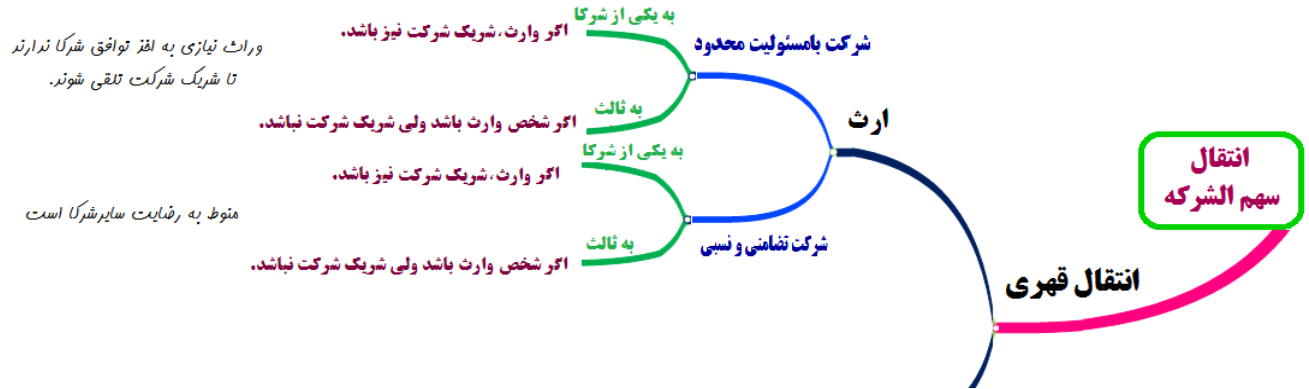 انتقال
سهم الشرکه
انتقال قهری
ارث
شرکت بامسئولیت محدود
به یکی از شرکا
اگر وارث، شریک شرکت نیز باشد.
به ثالث
اگر شخص وارث باشد ولی شریک شرکت نباشد.
وراث نیازی به اخذ توافق شرکا ندارند
تا شریک شرکت تلقی شوند.
شرکت تضامنی و نسبی
به یکی از شرکا
اگر وارث، شریک شرکت نیز باشد.
به ثالث
اگر شخص وارث باشد ولی شریک شرکت نباشد.
منوط به رضایت سایرشرکا است